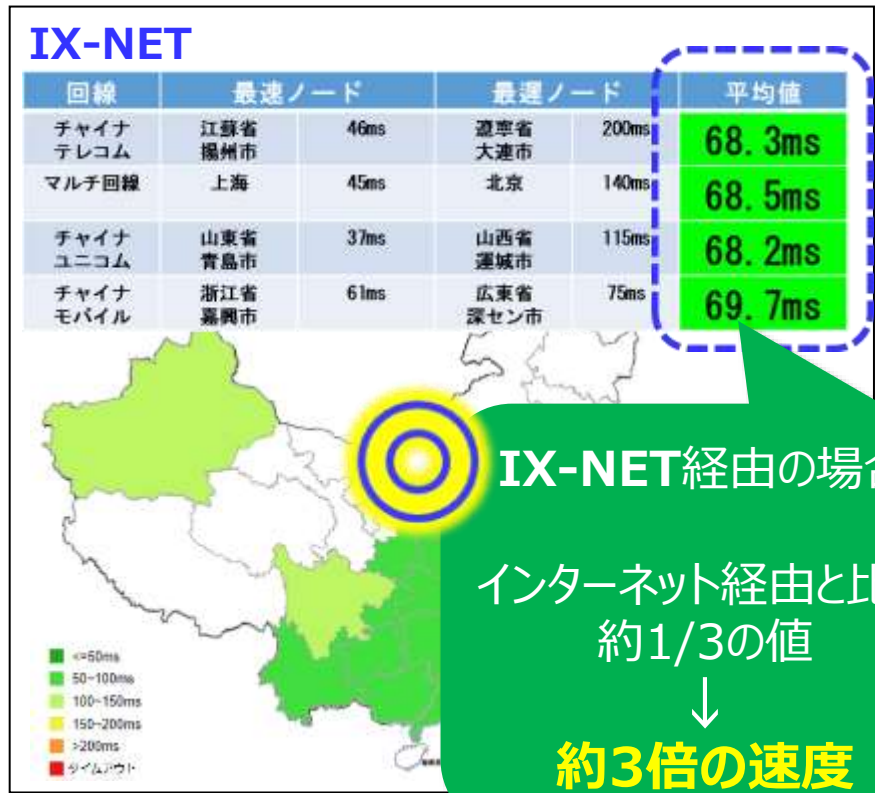 IX-NET
回線 最速ノード 最遅ノード 平均値
チャイナ
テレコム
江蘇省
揚州市
46ms
遼寧省
大連市
200ms
68.3ms
マルチ回線 上海 45ms 北京 140ms 68.5ms
チャイナ
ユニコム
山東省
青島市
37ms
山西省
運城市
115ms
68.2ms
チャイナ
モバイル
浙江省
嘉興市
61ms
広東省
深セン市
75ms
69.7ms
IX-NET経由の場合
インターネット経由と比
約1/3の値
↓
約3倍の速度
<=50ms
50-100ms
100-150ms
150-200ms
>200ms
タイムアウト